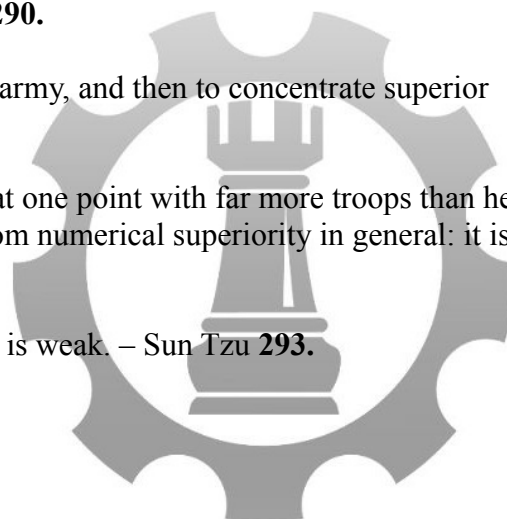 290.
army, and then to concentrate superior
at one point with far more troops than he
om numerical superiority in general: it is
is weak. – Sun Tzu 293.